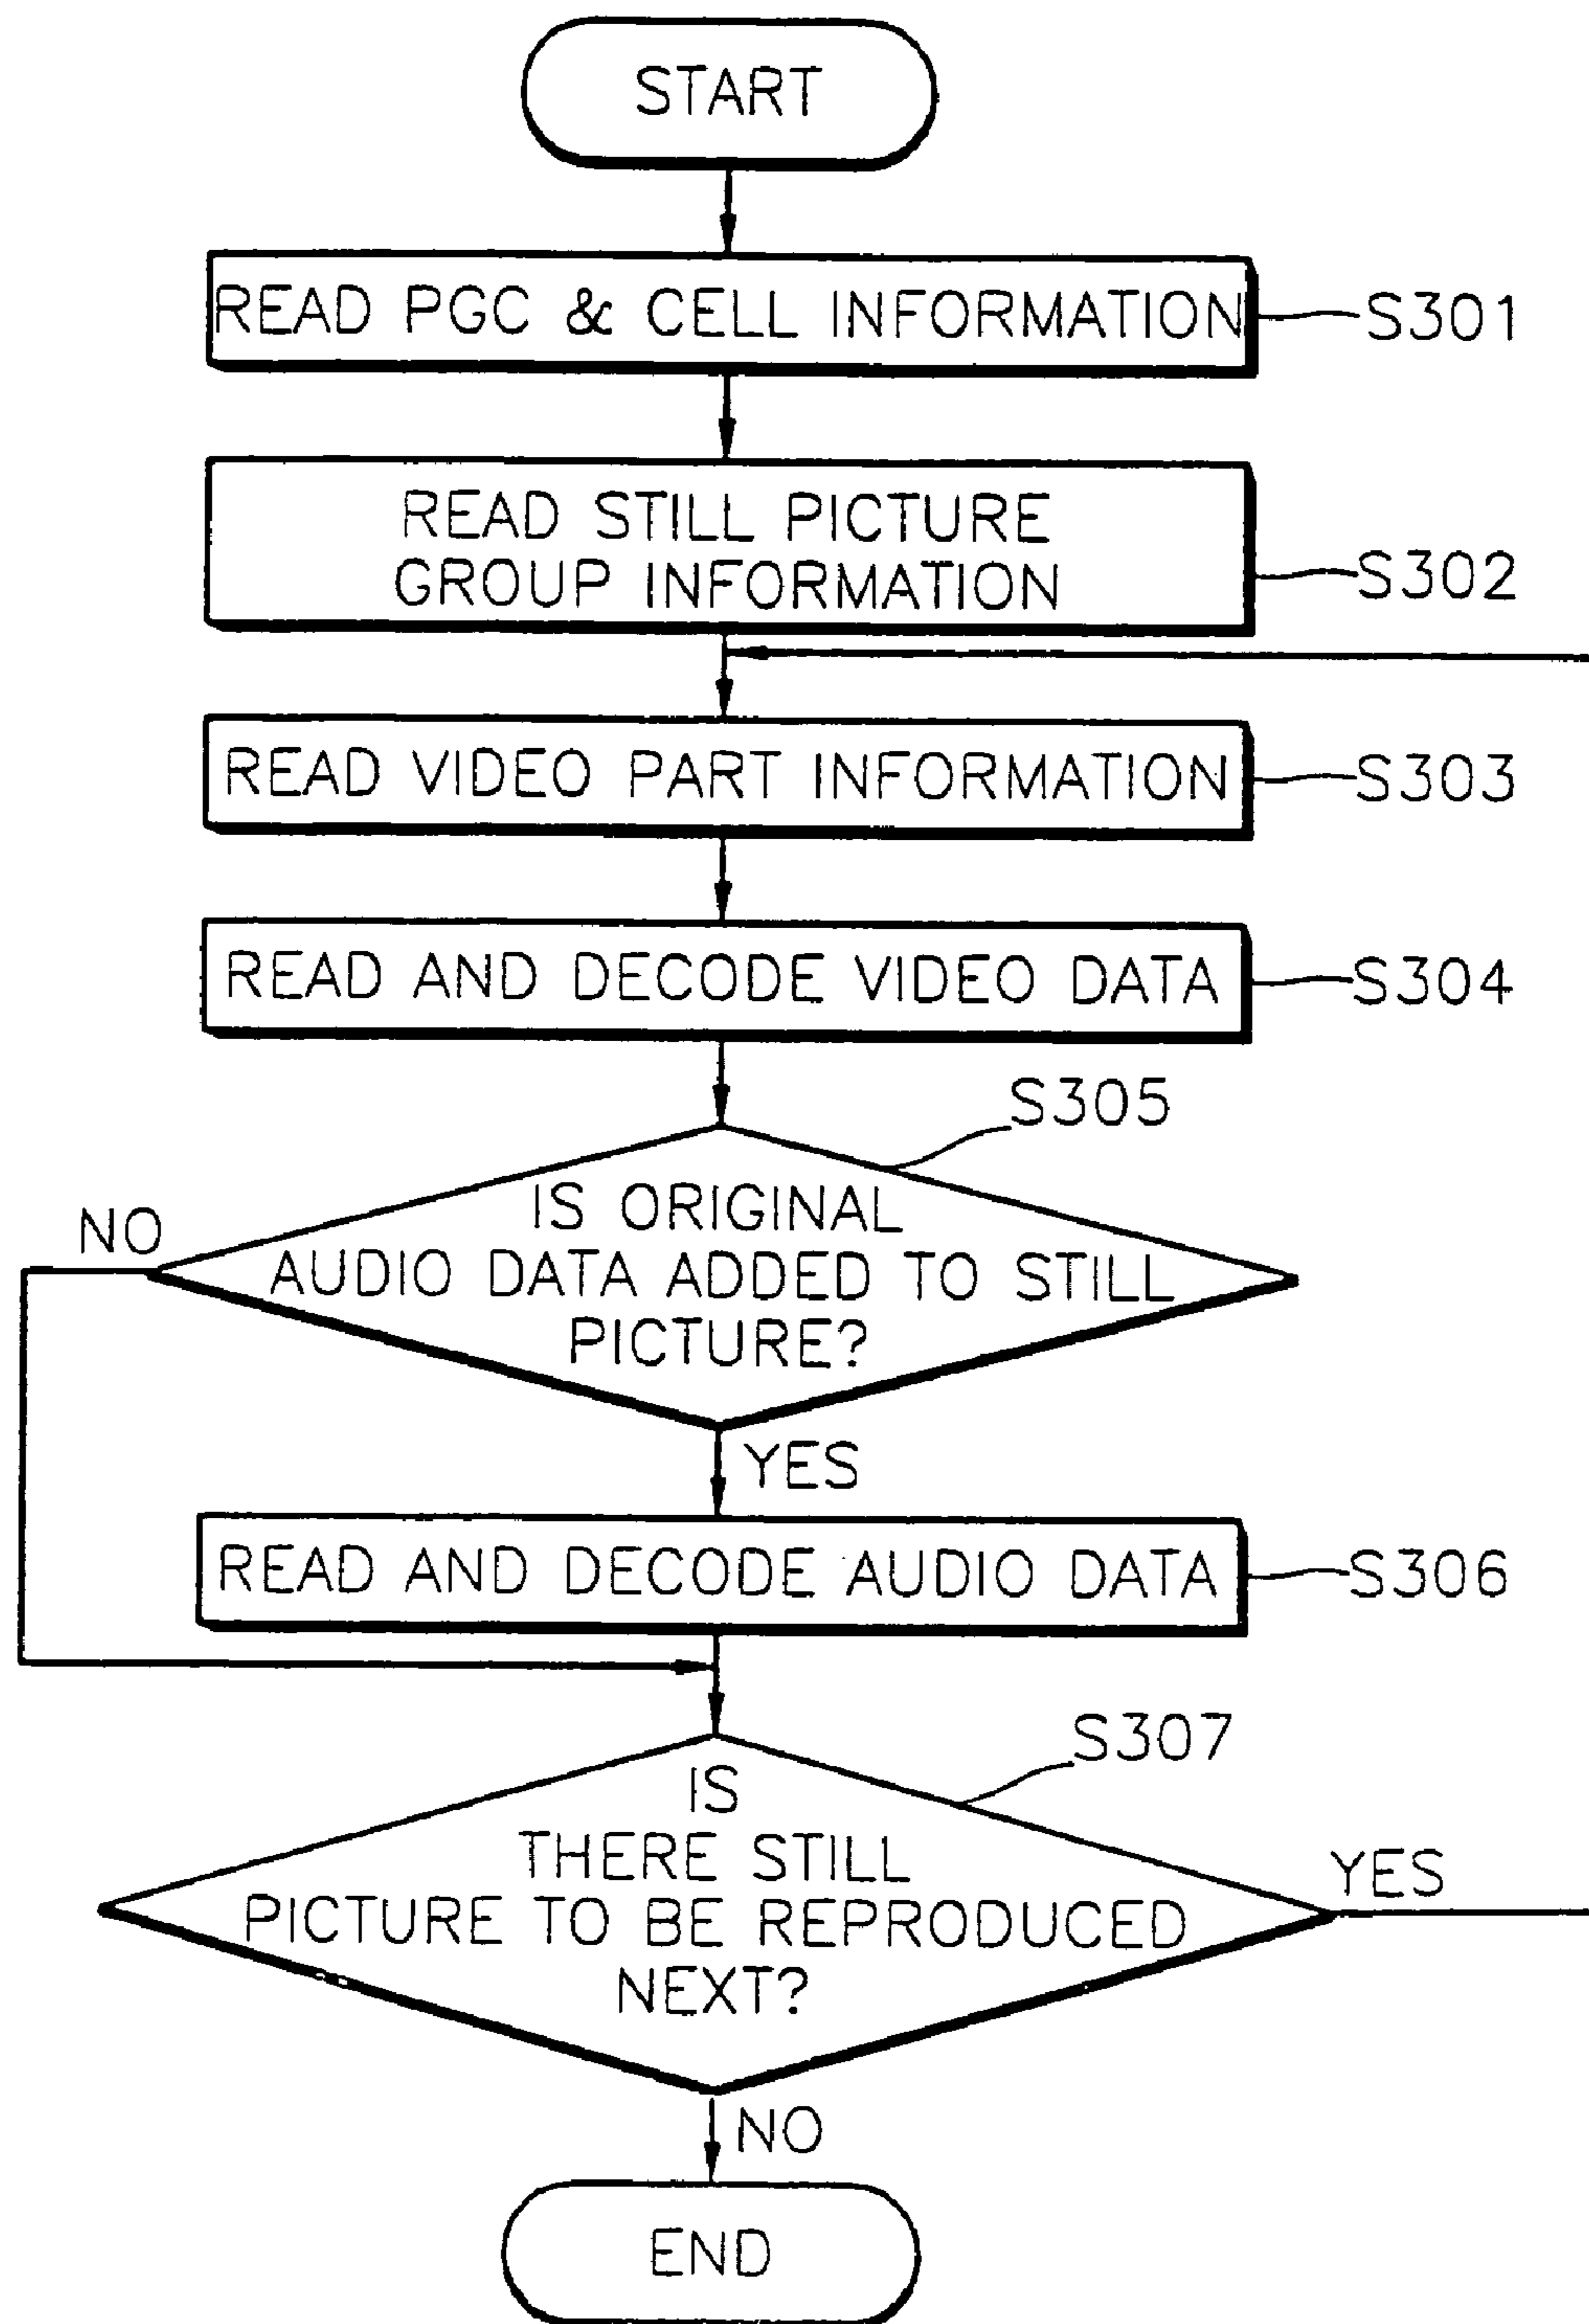 START
READ PGC & CELL INFORMATION
S301
READ STILL PICTURE
GROUP INFORMATION
S302
READ VIDEO PART INFORMATION
S303
READ AND DECODE VIDEO DATA
S304
S305
IS ORIGINAL
AUDIO DATA ADDED TO STILL
PICTURE?
NO
YES
READ AND DECODE AUDIO DATA
S306
S307
IS
THERE STILL
PICTURE TO BE REPRODUCED
NEXT?
YES
NO
END